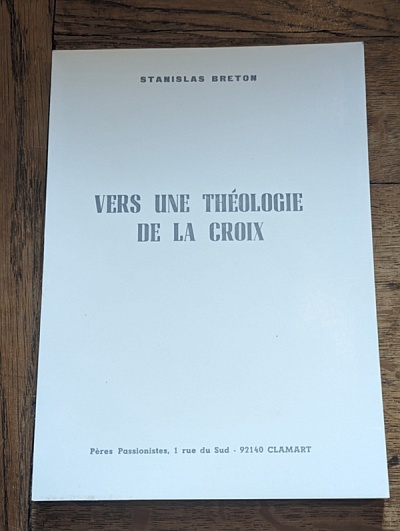 STANISLAS BRETON
VERS UNE THÉOLOGIE
DE LA CROIX
Pères Passionistes, 1 rue du Sud - 92140 CLAMART